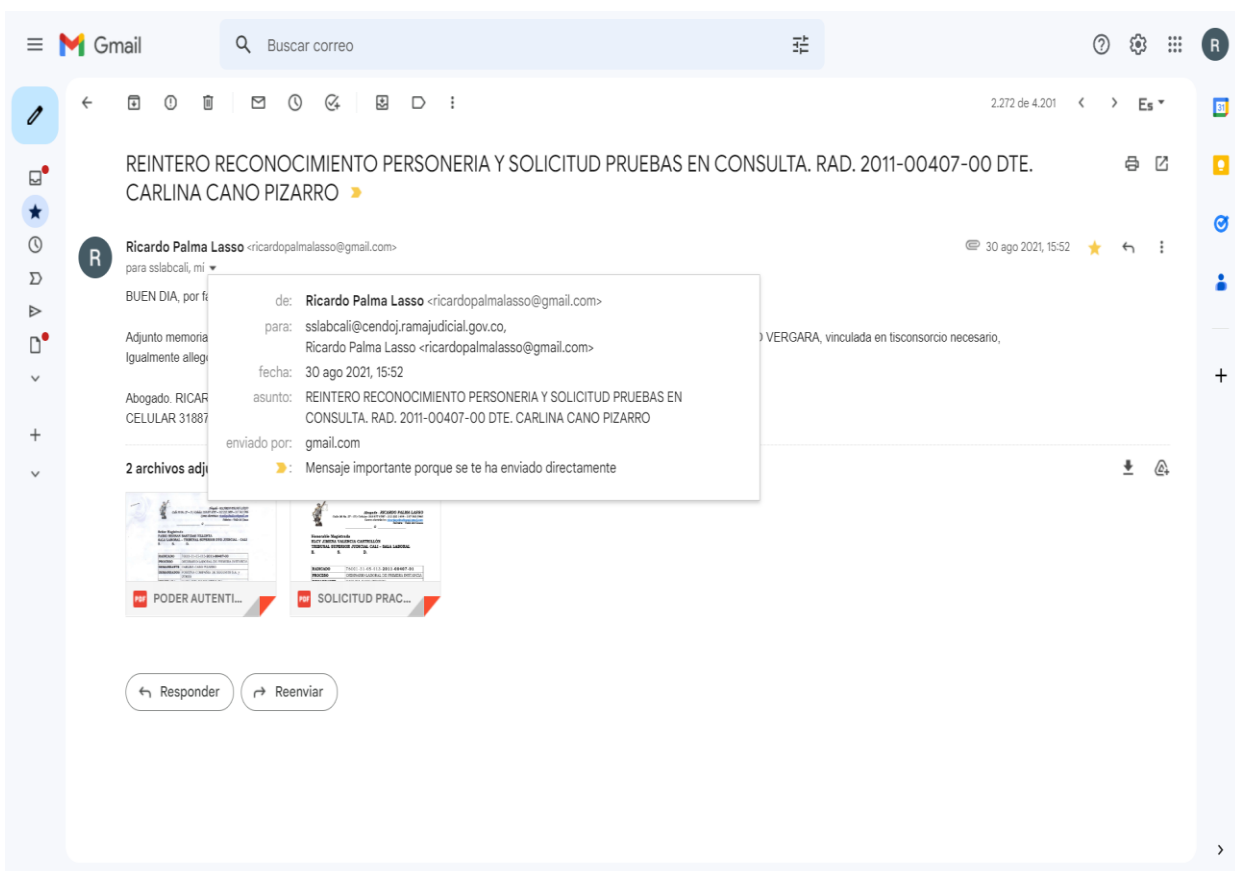 Gmail
Buscar correo
R
2.272 de 4.201
Es
31
REINTERO RECONOCIMIENTO PERSONERIA Y SOLICITUD PRUEBAS EN CONSULTA. RAD. 2011-00407-00 DTE.
CARLINA CANO PIZARRO
R
Ricardo Palma Lasso <ricardopalmalasso@gmail.com>
30 ago 2021, 15:52
para sslabcali, mi
BUEN DIA, por
de: Ricardo Palma Lasso <ricardopalmalasso@gmail.com>
para: sslabcali@cendoj.ramajudicial.gov.co,
Ricardo Palma Lasso <ricardopalmalasso@gmail.com>
fecha: 30 ago 2021, 15:52
asunto: REINTERO RECONOCIMIENTO PERSONERIA Y SOLICITUD PRUEBAS EN
CONSULTA. RAD. 2011-00407-00 DTE. CARLINA CANO PIZARRO
enviado por: gmail.com
: Mensaje importante porque se te ha enviado directamente
Adjunto memoria VERGARA, vinculada en tisconsorcio necesario,
Igualmente alleg
Abogado. RICAR
CELULAR 31887
2 archivos adj
PDF PODER AUTENTI...
PDF SOLICITUD PRAC...
Responder
Reenviar